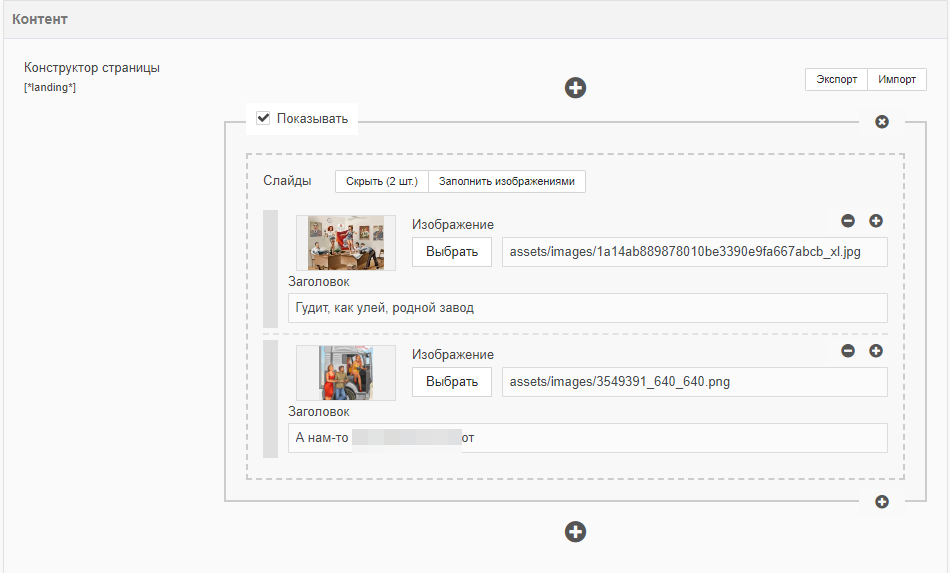 Контент
Конструктор страницы
[*landing*]
Экспорт Импорт
Показывать
Слайды Скрыть (2 шт.) Заполнить изображениями
Изображение
Выбрать assets/images/1a14ab889878010be3390e9fa667abcb_xl.jpg
Заголовок
Гудит, как улей, родной завод
Изображение
Выбрать assets/images/3549391_640_640.png
Заголовок
А нам-то от